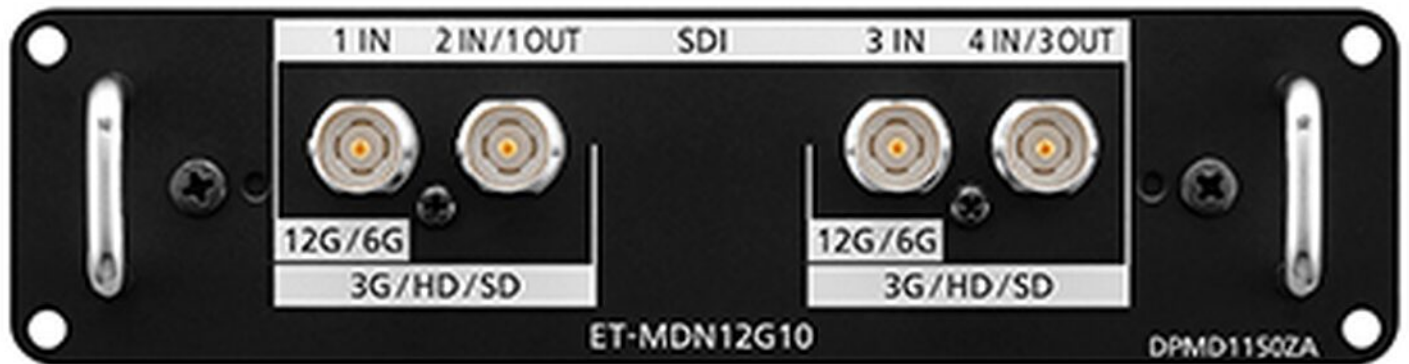 1 IN 2 IN/1 OUT SDI 3 IN 4 IN/3 OUT
12G/6G 12G/6G
3G/HD/SD 3G/HD/SD
ET-MDN12G10
DPMD1150ZA